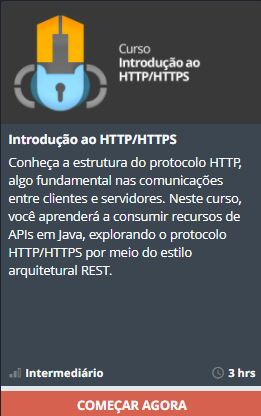 Curso
Introdução ao
HTTP/HTTPS
Introdução ao HTTP/HTTPS
Conheça a estrutura do protocolo HTTP,
algo fundamental nas comunicações
entre clientes e servidores. Neste curso,
você aprenderá a consumir recursos de
APIs em Java, explorando o protocolo
HTTP/HTTPS por meio do estilo
arquitetural REST.
Intermediário 3 hrs
COMEÇAR AGORA